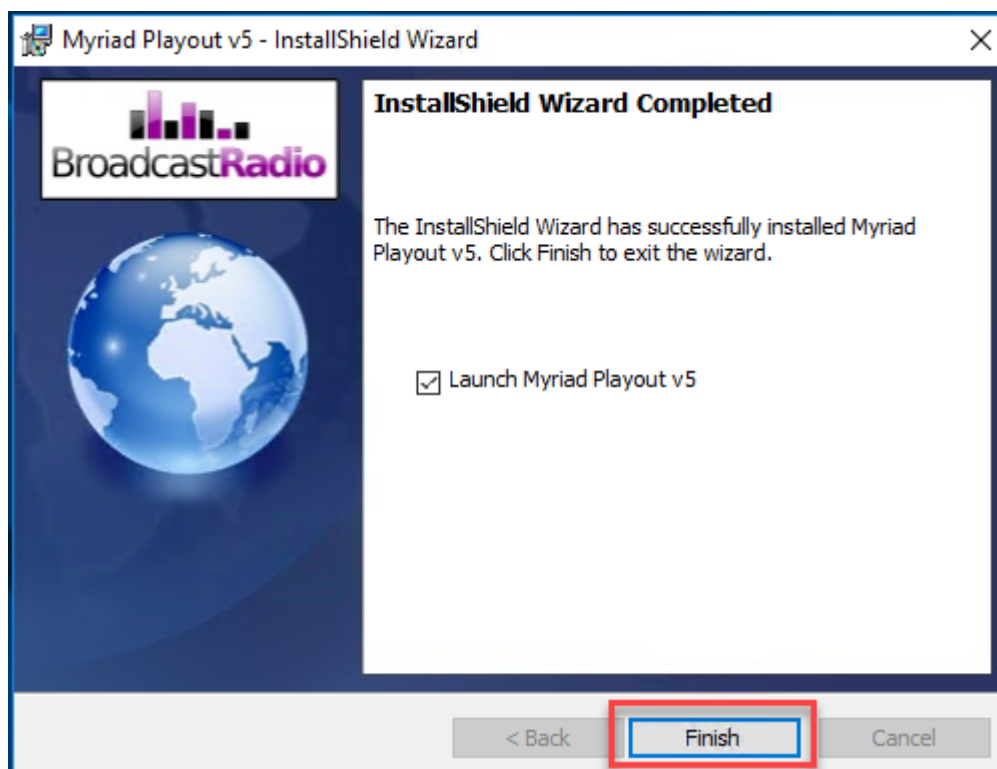 Myriad Playout v5 - InstallShield Wizard
BroadcastRadio
InstallShield Wizard Completed
The InstallShield Wizard has successfully installed Myriad
Playout v5. Click Finish to exit the wizard.
Launch Myriad Playout v5
< Back
Finish
Cancel